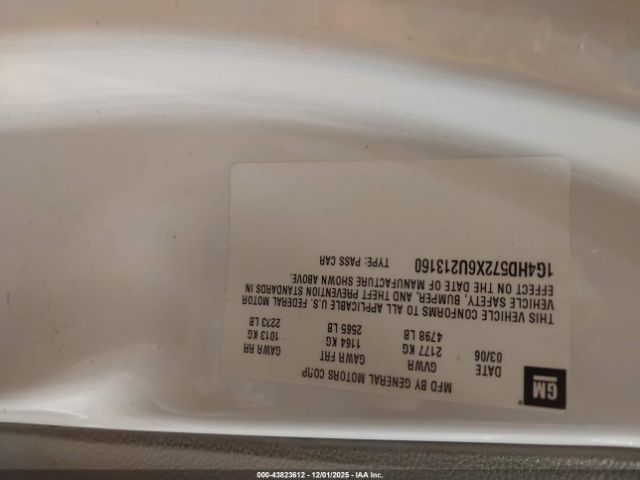 GM
MFD BY GENERAL MOTORS CORP
DATE GVWR GAWR FRT GAWR RR
03/06 2177 KG 1164 KG 1013 KG
4798 LB 2565 LB 2233 LB
THIS VEHICLE CONFORMS TO ALL APPLICABLE U.S. FEDERAL MOTOR
VEHICLE SAFETY, BUMPER, AND THEFT PREVENTION STANDARDS IN
EFFECT ON THE DATE OF MANUFACTURE SHOWN ABOVE.
1G4HD572X6U213160 TYPE: PASS CAR
000-43823612 - 12/01/2025 - IAA Inc.